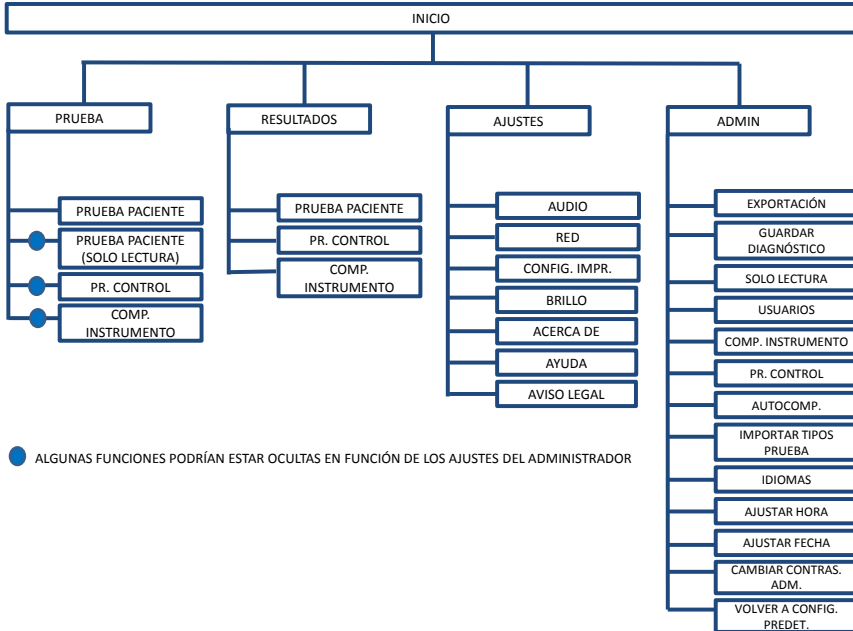 INICIO
PRUEBA
RESULTADOS
AJUSTES
ADMIN
PRUEBA PACIENTE
PRUEBA PACIENTE
(SOLO LECTURA)
PR. CONTROL
COMP.
INSTRUMENTO
PRUEBA PACIENTE
PR. CONTROL
COMP.
INSTRUMENTO
AUDIO
RED
CONFIG. IMPR.
BRILLO
ACERCA DE
AYUDA
AVISO LEGAL
EXPORTACIÓN
GUARDAR
DIAGNÓSTICO
SOLO LECTURA
USUARIOS
COMP. INSTRUMENTO
PR. CONTROL
AUTOCOMP.
IMPORTAR TIPOS
PRUEBA
IDIOMAS
AJUSTAR HORA
AJUSTAR FECHA
CAMBIAR CONTRAS.
ADM.
VOLVER A CONFIG.
PREDET.
ALGUNAS FUNCIONES PODRÍAN ESTAR OCULTAS EN FUNCIÓN DE LOS AJUSTES DEL ADMINISTRADOR